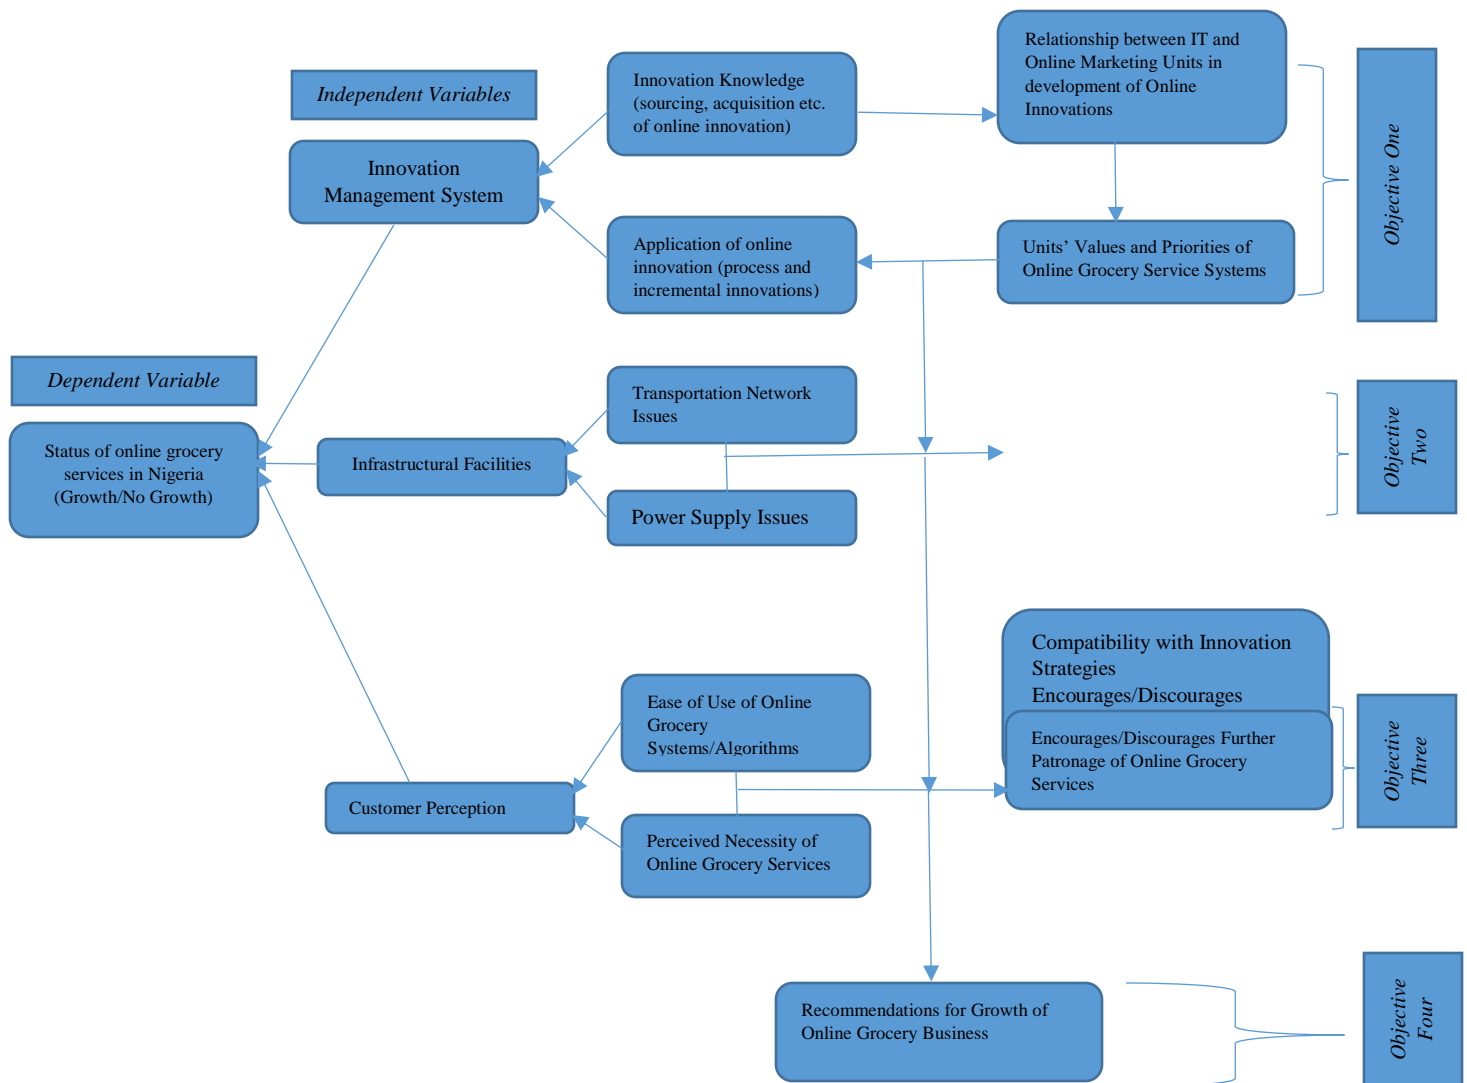 Independent Variables
Innovation
Management System
Innovation Knowledge
(sourcing, acquisition etc.
of online innovation)
Relationship between IT and
Online Marketing Units in
development of Online
Innovations
Objective One
Application of online
innovation (process and
incremental innovations)
Units’ Values and Priorities of
Online Grocery Service Systems
Dependent Variable
Status of online grocery
services in Nigeria
(Growth/No Growth)
Infrastructural Facilities
Transportation Network
Issues
Power Supply Issues
Objective
Two
Customer Perception
Ease of Use of Online
Grocery
Systems/Algorithms
Perceived Necessity of
Online Grocery Services
Compatibility with Innovation
Strategies
Encourages/Discourages
Encourages/Discourages Further
Patronage of Online Grocery
Services
Objective
Three
Recommendations for Growth of
Online Grocery Business
Objective
Four